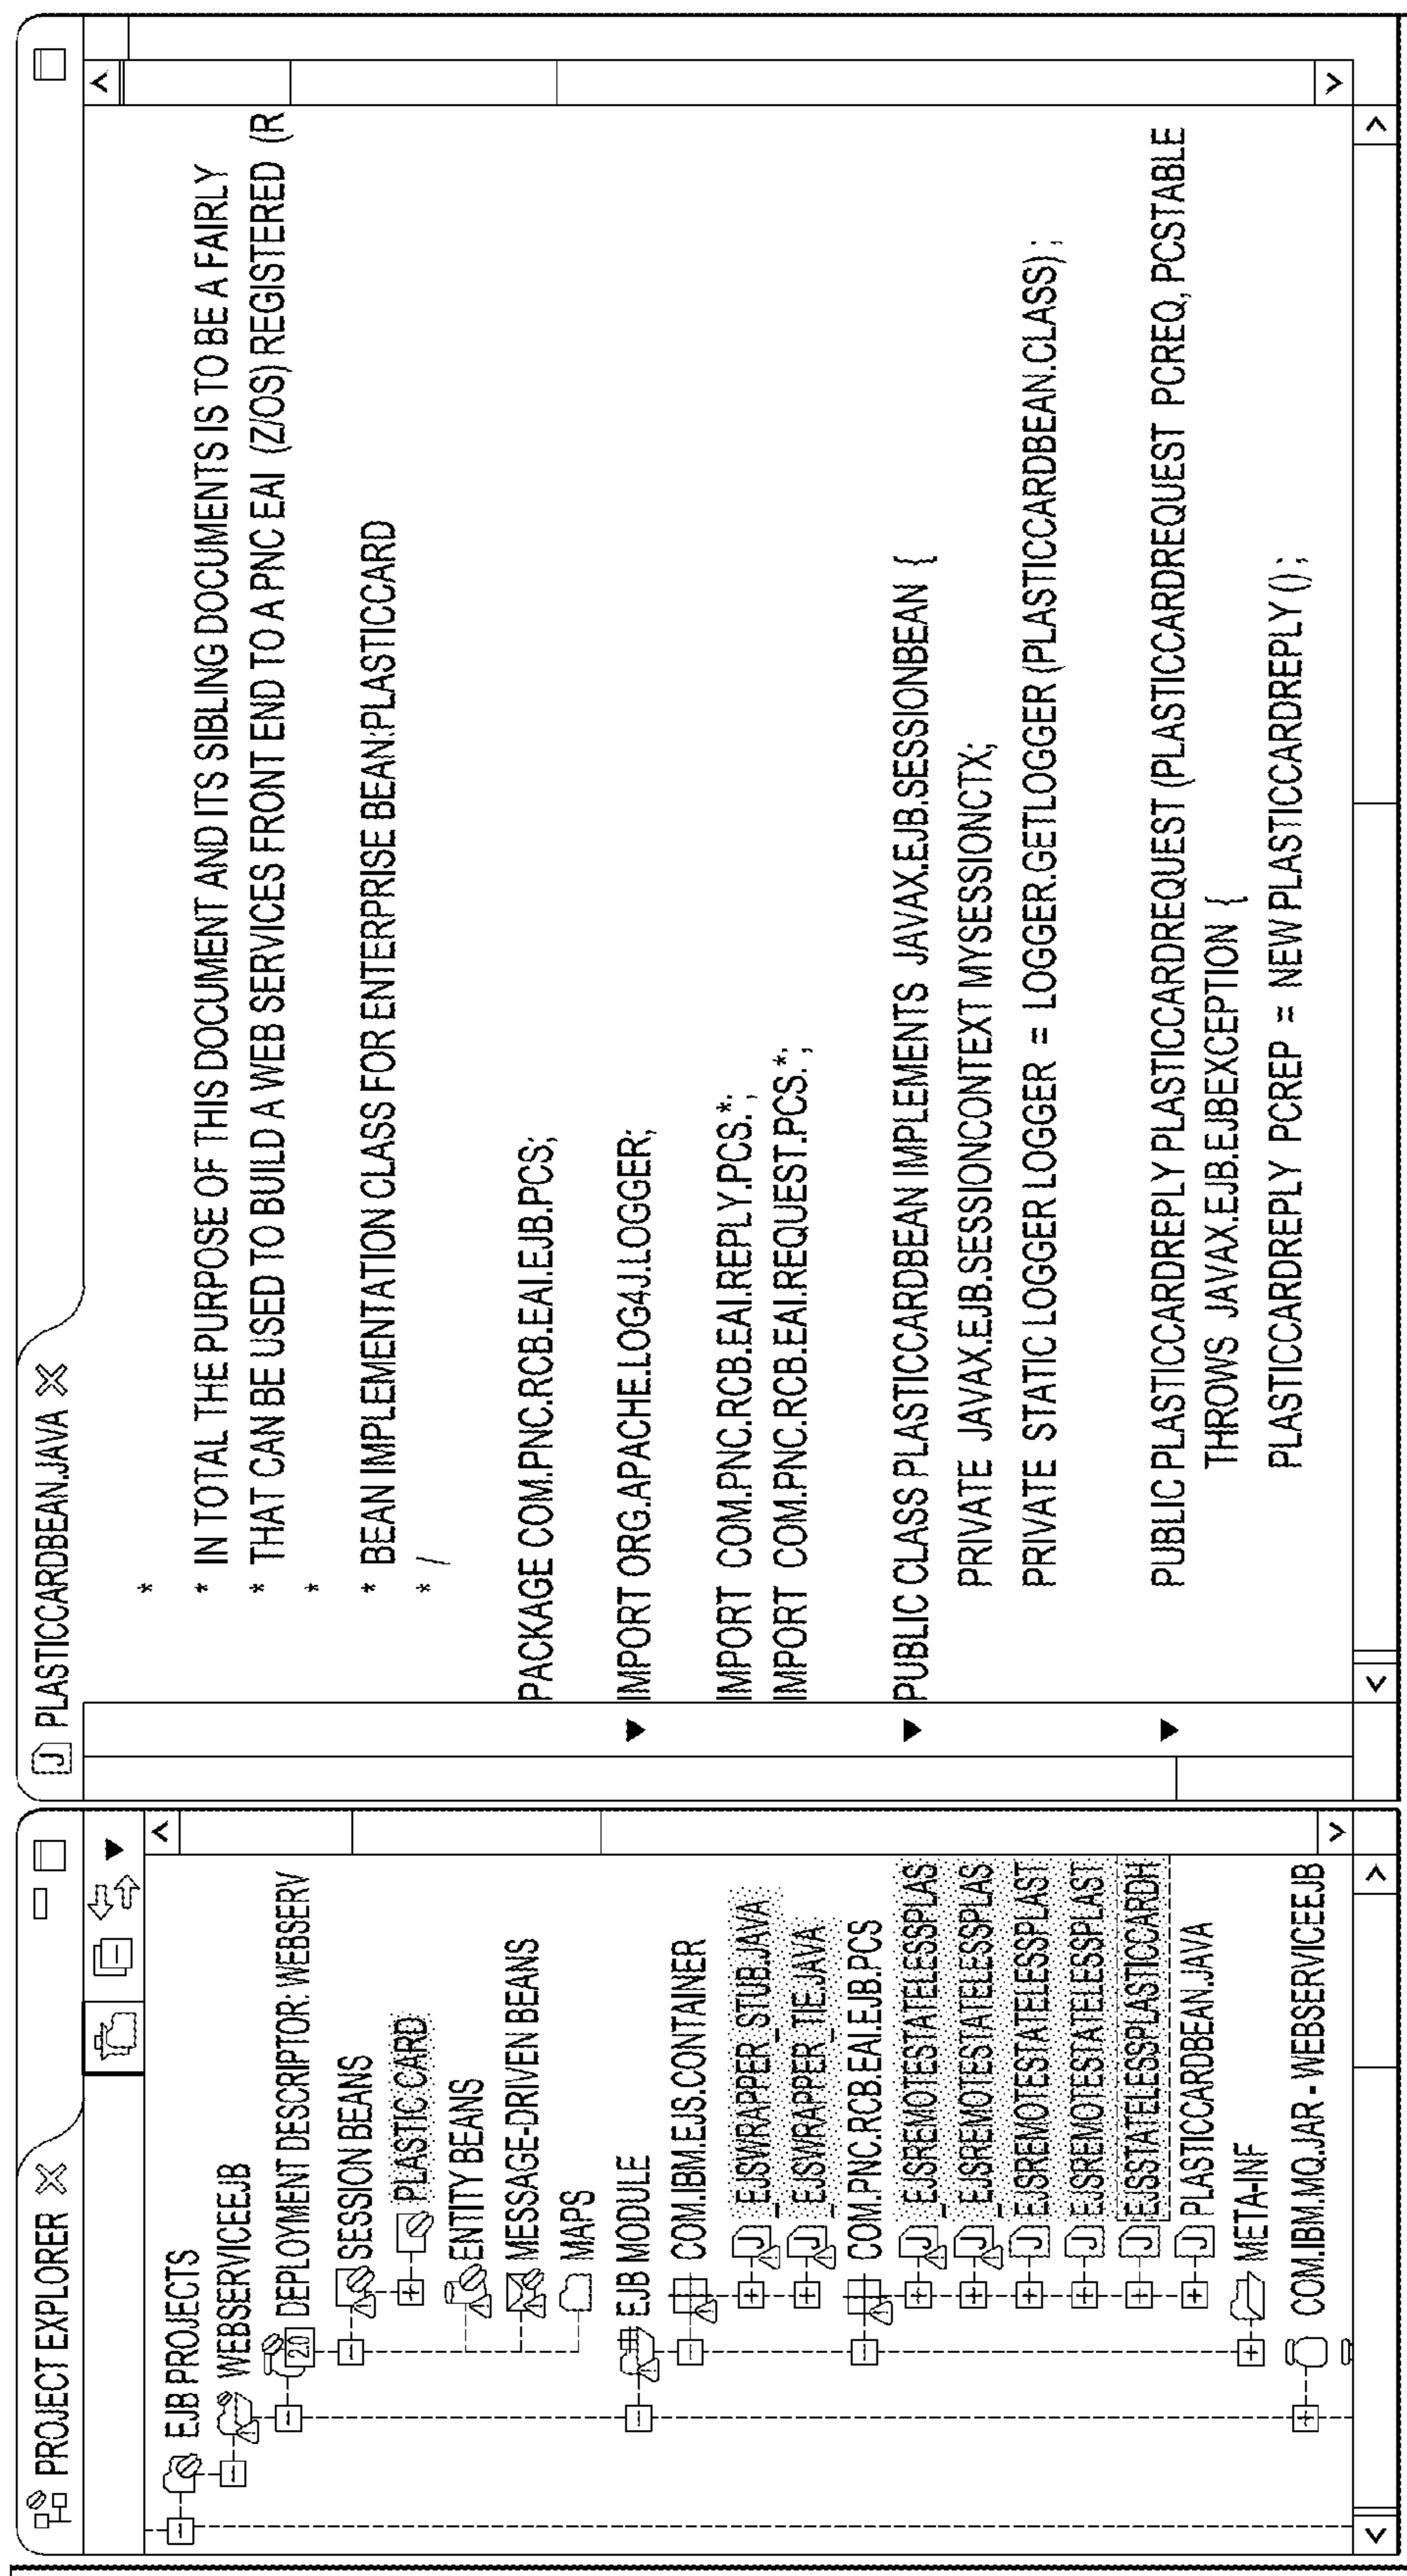 PROJECT EXPLORER
EJB PROJECTS
WEBSERVICEEJB
DEPLOYMENT DESCRIPTOR: WEBSERV
2.0
SESSION BEANS
PLASTIC CARD
ENTITY BEANS
MESSAGE-DRIVEN BEANS
MAPS
EJB MODULE
COM.IBM.EJS.CONTAINER
_EJSWRAPPER_STUB.JAVA
_EJSWRAPPER_TIE.JAVA
COM.PNC.RCB.EAI.EJB.PCS
_EJSREMOTESTATELESSPLAS
_EJSREMOTESTATELESSPLAS
EJSREMOTESTATELESSPLAST
EJSREMOTESTATELESSPLAST
EJSSTATELESSPLASTICCARDH
PLASTICCARDBEAN.JAVA
META-INF
COM.IBM.MQ.JAR - WEBSERVICEEJB
J PLASTICCARDBEAN.JAVA
*
* IN TOTAL THE PURPOSE OF THIS DOCUMENT AND ITS SIBLING DOCUMENTS IS TO BE A FAIRLY
* THAT CAN BE USED TO BUILD A WEB SERVICES FRONT END TO A PNC EAI (Z/OS) REGISTERED (R
*
* BEAN IMPLEMENTATION CLASS FOR ENTERPRISE BEAN:PLASTICCARD
* /
PACKAGE COM.PNC.RCB.EAI.EJB.PCS;
IMPORT ORG.APACHE.LOG4J.LOGGER;
IMPORT COM.PNC.RCB.EAI.REPLY.PCS.*;
IMPORT COM.PNC.RCB.EAI.REQUEST.PCS.*;
PUBLIC CLASS PLASTICCARDBEAN IMPLEMENTS JAVAX.EJB.SESSIONBEAN {
PRIVATE JAVAX.EJB.SESSIONCONTEXT MYSESSIONCTX;
PRIVATE STATIC LOGGER LOGGER = LOGGER.GETLOGGER (PLASTICCARDBEAN.CLASS) ;
PUBLIC PLASTICCARDREPLY PLASTICCARDREQUEST (PLASTICCARDREQUEST PCREQ, PCSTABLE
THROWS JAVAX.EJB.EJBEXCEPTION {
PLASTICCARDREPLY PCREP = NEW PLASTICCARDREPLY () ;